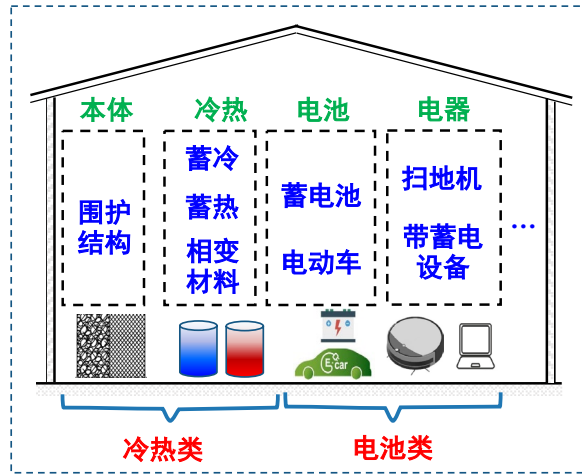 本体
冷热
电池
电器
围护
结构
蓄冷
蓄热
相变
材料
蓄电池
电动车
扫地机
带蓄电
设备
...
E
car
冷热类
电池类